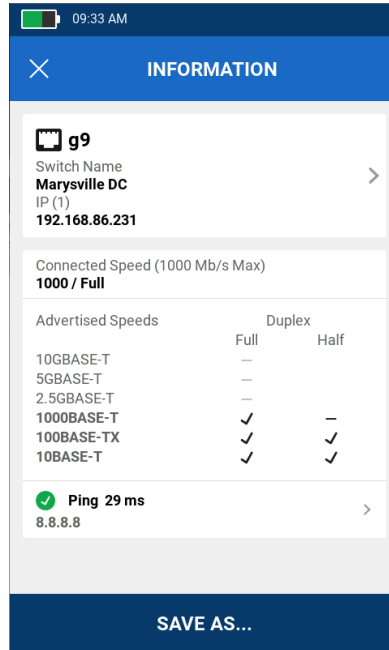 09:33 AM
INFORMATION
g9
Switch Name
Marysville DC
IP (1)
192.168.86.231
Connected Speed (1000 Mb/s Max)
1000 / Full
Advertised Speeds Duplex
Full Half
10GBASE-T –
5GBASE-T –
2.5GBASE-T –
1000BASE-T ✓ –
100BASE-TX ✓ ✓
10BASE-T ✓ ✓
Ping 29 ms
8.8.8.8
SAVE AS...